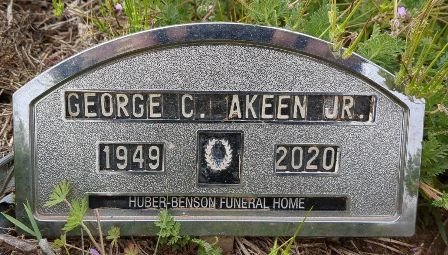 GEORGE C. AKEEN JR.
1949 2020
HUBER-BENSON FUNERAL HOME